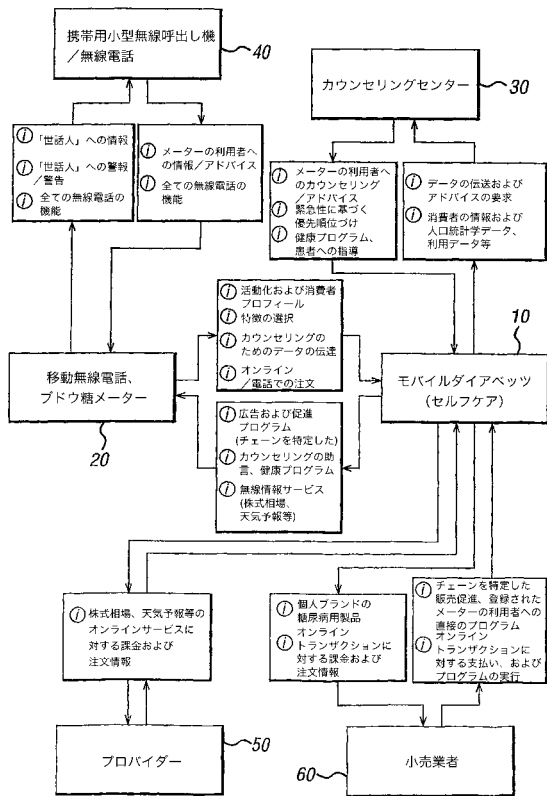 携帯用小型無線呼出し機
／無線電話
40
カウンセリングセンター
30
ⓘ 「世話人」への情報
ⓘ 「世話人」への警報
／警告
ⓘ 全ての無線電話の
機能
ⓘ メーターの利用者へ
の情報／アドバイス
ⓘ 全ての無線電話の
機能
ⓘ メーターの利用者へ
のカウンセリング
／アドバイス
ⓘ 緊急性に基づく
優先順位づけ
ⓘ 健康プログラム、
患者への指導
ⓘ データの伝送および
アドバイスの要求
ⓘ 消費者の情報および
人口統計学データ、
利用データ等
ⓘ 活動化および消費者
プロフィール
ⓘ 特徴の選択
ⓘ カウンセリングの
ためのデータの伝達
ⓘ オンライン
／電話での注文
移動無線電話、
ブドウ糖メーター
20
10
モバイルダイアベッツ
（セルフケア）
ⓘ 広告および促進
プログラム
(チェーンを特定した)
ⓘ カウンセリングの助
言、健康プログラム
ⓘ 無線情報サービス
(株式相場、
天気予報等)
ⓘ 株式相場、天気予報等の
オンラインサービスに
対する課金および
注文情報
ⓘ 個人ブランドの
糖尿病用製品
ⓘ オンライン
トランザクションに
対する課金および
注文情報
ⓘ チェーンを特定した
販売促進、登録された
メーターの利用者への
直接のプログラム
ⓘ オンライン
トランザクションに
対する支払い、および
プログラムの実行
プロバイダー
50
小売業者
60